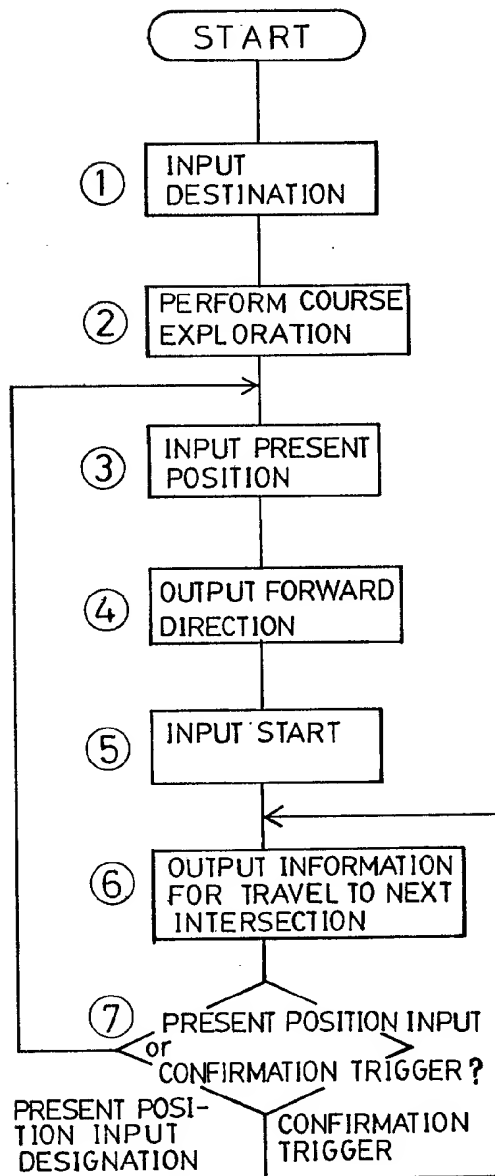 START
①
INPUT
DESTINATION
②
PERFORM COURSE
EXPLORATION
③
INPUT PRESENT
POSITION
④
OUTPUT FORWARD
DIRECTION
⑤
INPUT START
⑥
OUTPUT INFORMATION
FOR TRAVEL TO NEXT
INTERSECTION
⑦
PRESENT POSITION INPUT
or
CONFIRMATION TRIGGER?
PRESENT POSI-
TION INPUT
DESIGNATION
CONFIRMATION
TRIGGER